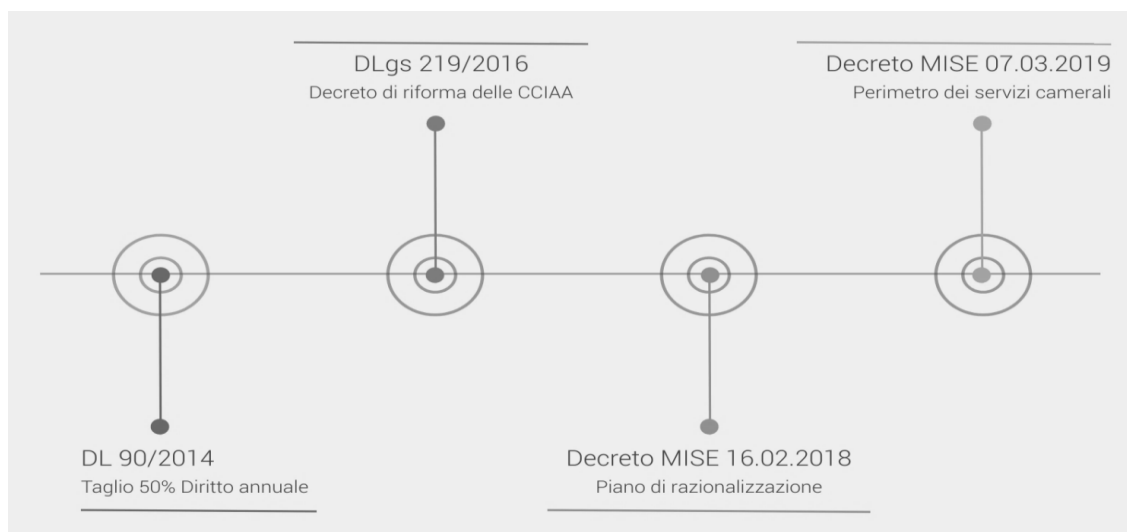 DLgs 219/2016
Decreto di riforma delle CCIAA
Decreto MISE 07.03.2019
Perimetro dei servizi camerali
DL 90/2014
Taglio 50% Diritto annuale
Decreto MISE 16.02.2018
Piano di razionalizzazione